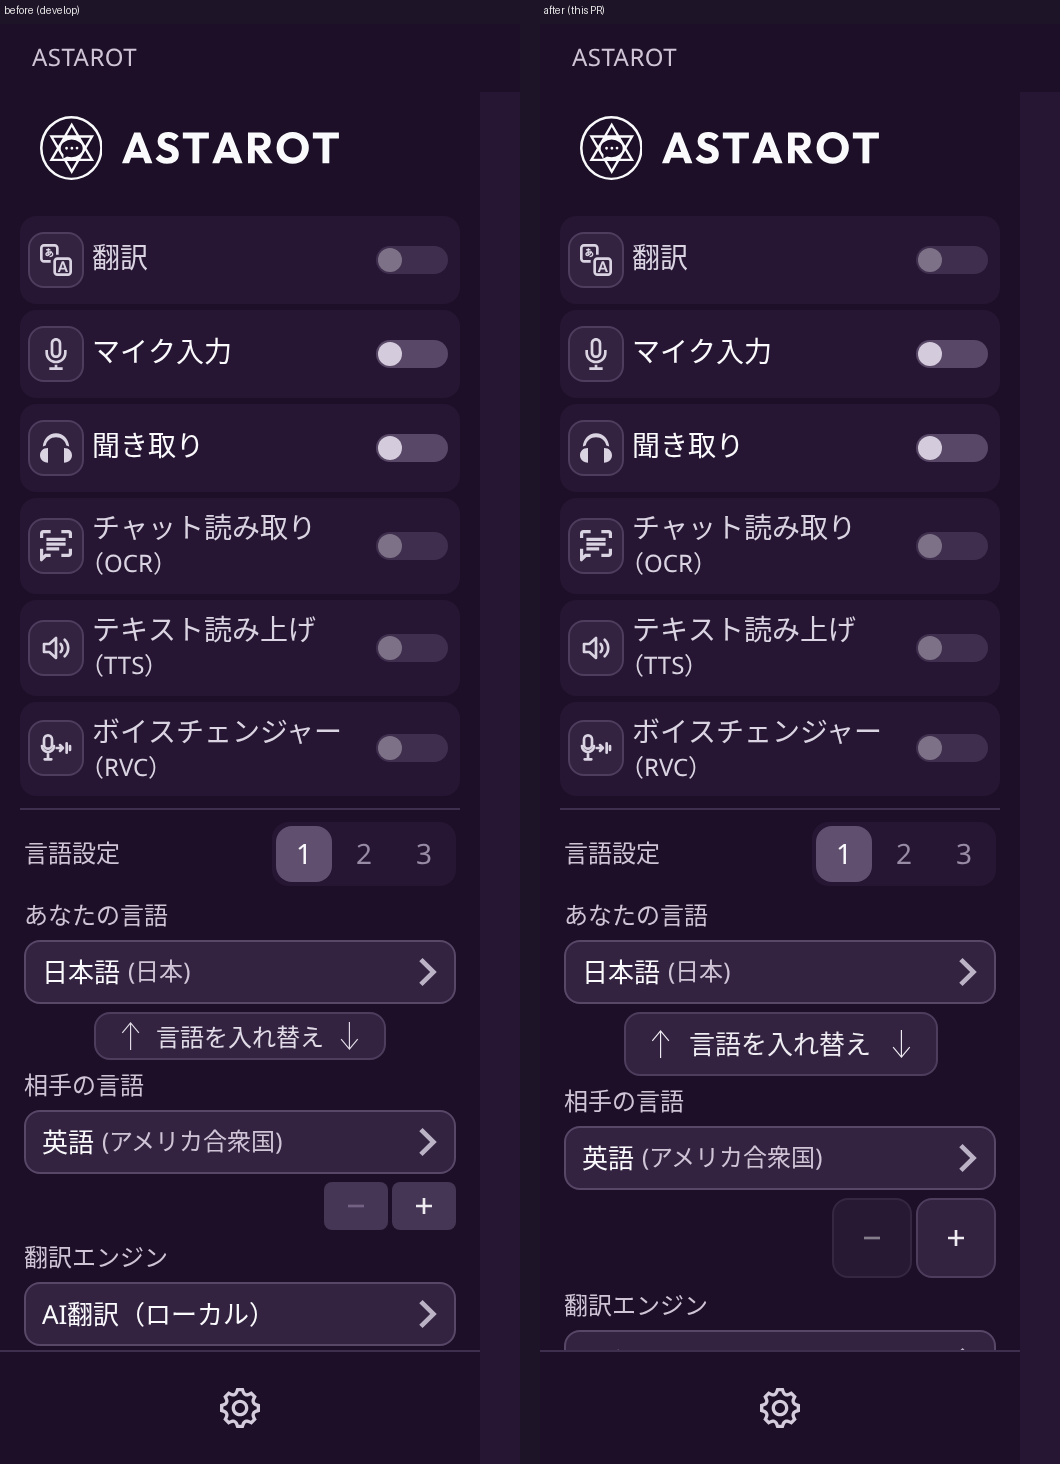 before (develop)
ASTAROT
ASTAROT
あA
翻訳
マイク入力
聞き取り
チャット読み取り
（OCR）
テキスト読み上げ
（TTS）
ボイスチェンジャー
（RVC）
言語設定
1 2 3
あなたの言語
日本語 (日本)
↑ 言語を入れ替え ↓
相手の言語
英語 (アメリカ合衆国)
− +
翻訳エンジン
AI翻訳（ローカル）
after (this PR)
ASTAROT
ASTAROT
あA
翻訳
マイク入力
聞き取り
チャット読み取り
（OCR）
テキスト読み上げ
（TTS）
ボイスチェンジャー
（RVC）
言語設定
1 2 3
あなたの言語
日本語 (日本)
↑ 言語を入れ替え ↓
相手の言語
英語 (アメリカ合衆国)
− +
翻訳エンジン